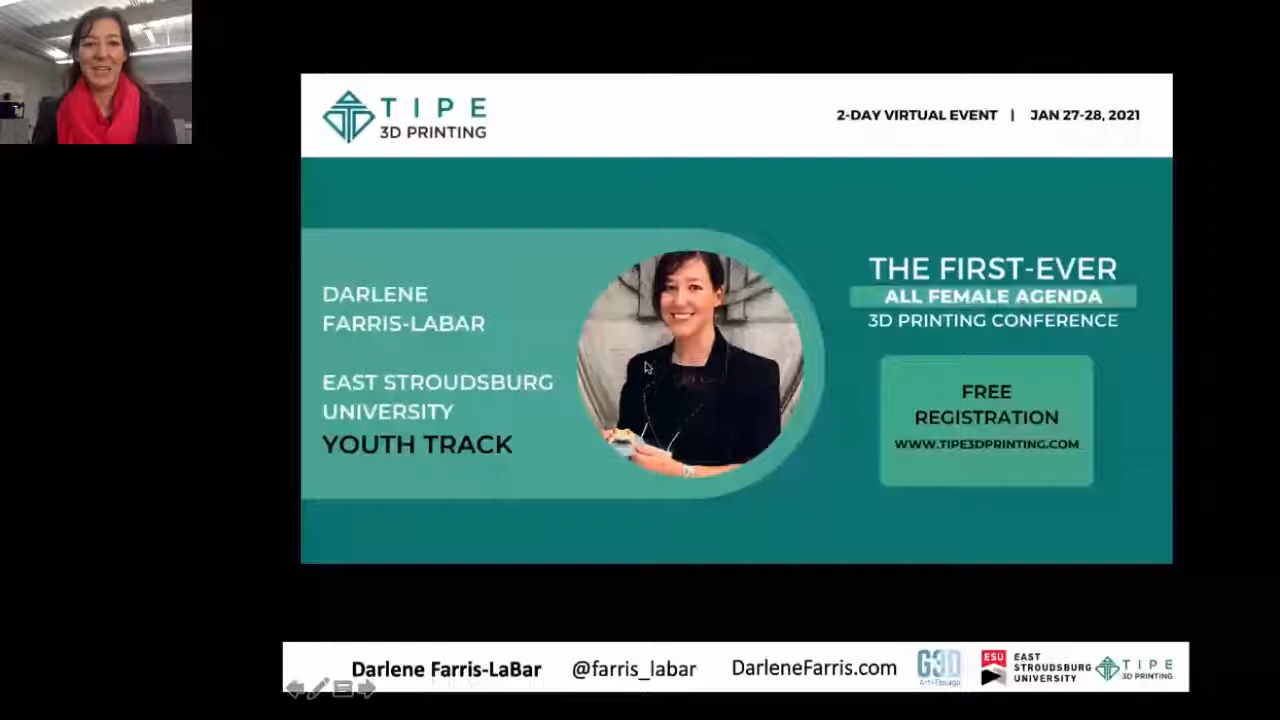 TIPE
3D PRINTING
2-DAY VIRTUAL EVENT | JAN 27-28, 2021
DARLENE
FARRIS-LABAR
EAST STROUDSBURG
UNIVERSITY
YOUTH TRACK
THE FIRST-EVER
ALL FEMALE AGENDA
3D PRINTING CONFERENCE
FREE
REGISTRATION
WWW.TIPE3DPRINTING.COM
Darlene Farris-LaBar @farris_labar DarleneFarris.com
G3D
Art+Design
ESU
EAST
STROUDSBURG
UNIVERSITY
TIPE
3D PRINTING